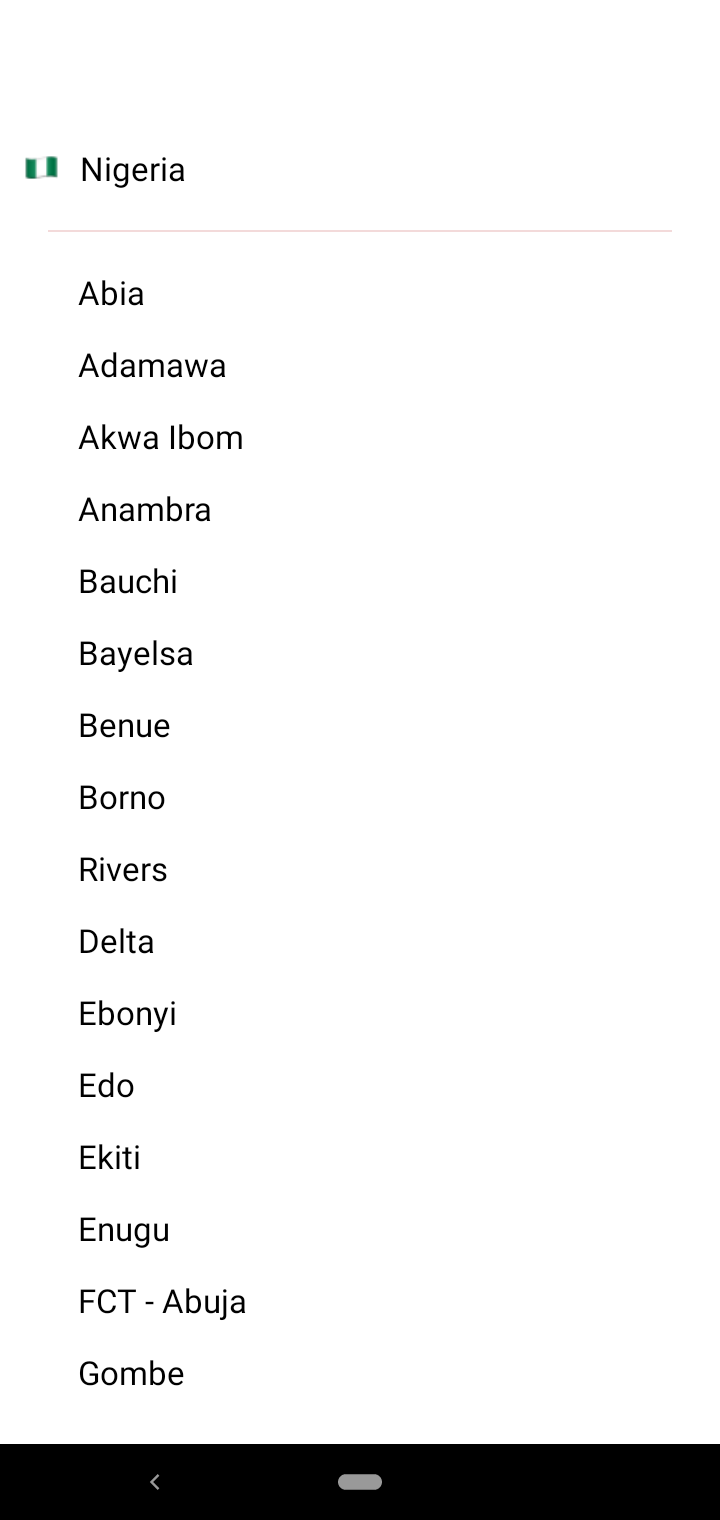 Nigeria
Abia
Adamawa
Akwa Ibom
Anambra
Bauchi
Bayelsa
Benue
Borno
Rivers
Delta
Ebonyi
Edo
Ekiti
Enugu
FCT - Abuja
Gombe